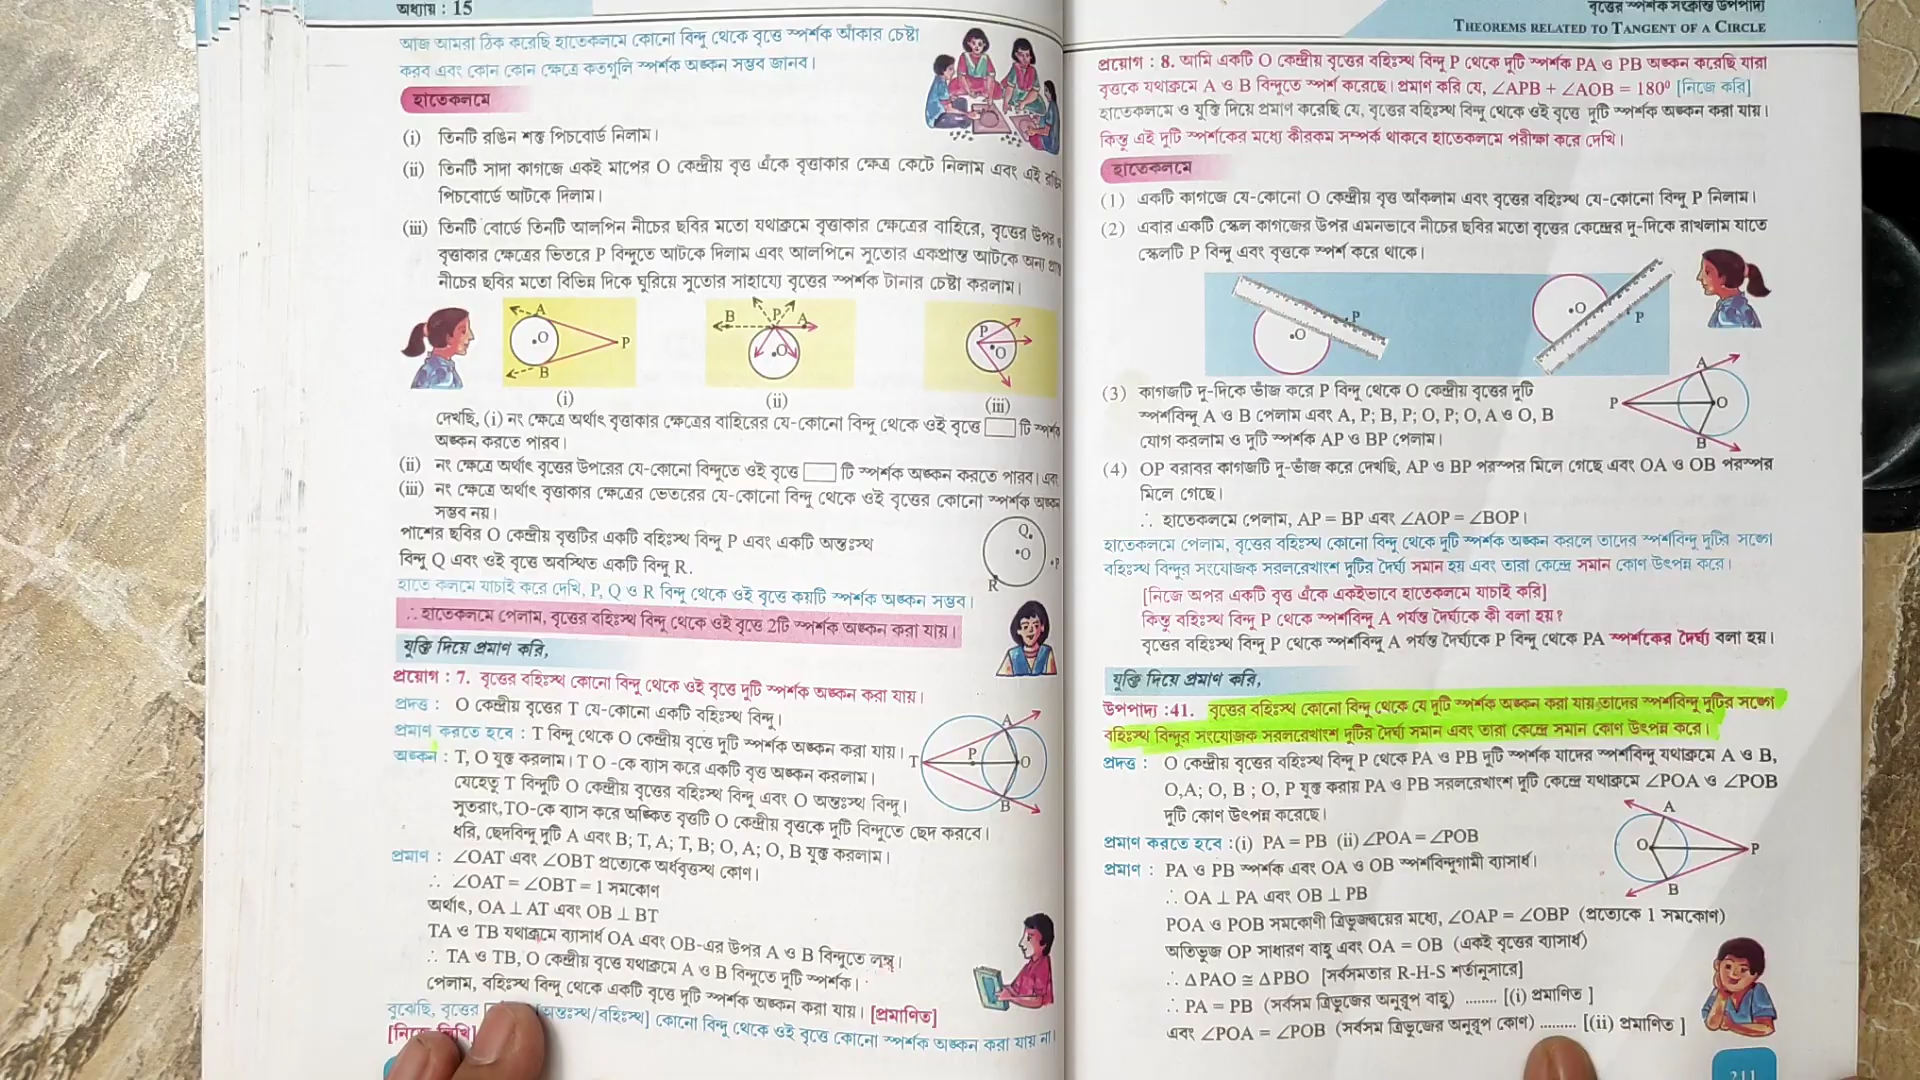 অধ্যায় : 15
আজ আমরা ঠিক করেছি হাতেকলমে কোনো বিন্দু থেকে বৃত্তে স্পর্শক আঁকার চেষ্টা
করব এবং কোন কোন ক্ষেত্রে কতগুলি স্পর্শক অঙ্কন সম্ভব জানব।
হাতেকলমে
(i) তিনটি রঙিন শক্ত পিচবোর্ড নিলাম।
(ii) তিনটি সাদা কাগজে একই মাপের O কেন্দ্রীয় বৃত্ত এঁকে বৃত্তাকার ক্ষেত্র কেটে নিলাম এবং এই রঙিন
পিচবোর্ডে আটকে দিলাম।
(iii) তিনটি বোর্ডে তিনটি আলপিন নীচের ছবির মতো যথাক্রমে বৃত্তাকার ক্ষেত্রের বাহিরে, বৃত্তের উপর ও
বৃত্তাকার ক্ষেত্রের ভিতরে P বিন্দুতে আটকে দিলাম এবং আলপিনে সুতোর একপ্রান্ত আটকে অন্য প্রান্ত
নীচের ছবির মতো বিভিন্ন দিকে ঘুরিয়ে সুতোর সাহায্যে বৃত্তের স্পর্শক টানার চেষ্টা করলাম।
A O P B
B P A O
P O
(i) (ii) (iii)
দেখছি, (i) নং ক্ষেত্রে অর্থাৎ বৃত্তাকার ক্ষেত্রের বাহিরের যে-কোনো বিন্দু থেকে ওই বৃত্তে টি স্পর্শক
অঙ্কন করতে পারব।
(ii) নং ক্ষেত্রে অর্থাৎ বৃত্তের উপরের যে-কোনো বিন্দুতে ওই বৃত্তে টি স্পর্শক অঙ্কন করতে পারব। এবং
(iii) নং ক্ষেত্রে অর্থাৎ বৃত্তাকার ক্ষেত্রের ভেতরের যে-কোনো বিন্দু থেকে ওই বৃত্তের কোনো স্পর্শক অঙ্কন
সম্ভব নয়।
পাশের ছবির O কেন্দ্রীয় বৃত্তটির একটি বহিঃস্থ বিন্দু P এবং একটি অন্তঃস্থ
বিন্দু Q এবং ওই বৃত্তে অবস্থিত একটি বিন্দু R.
Q O P R
হাতে কলমে যাচাই করে দেখি, P, Q ও R বিন্দু থেকে ওই বৃত্তে কয়টি স্পর্শক অঙ্কন সম্ভব।
∴ হাতেকলমে পেলাম, বৃত্তের বহিঃস্থ বিন্দু থেকে ওই বৃত্তে 2টি স্পর্শক অঙ্কন করা যায়।
যুক্তি দিয়ে প্রমাণ করি,
প্রয়োগ : 7. বৃত্তের বহিঃস্থ কোনো বিন্দু থেকে ওই বৃত্তে দুটি স্পর্শক অঙ্কন করা যায়।
প্রদত্ত : O কেন্দ্রীয় বৃত্তের T যে-কোনো একটি বহিঃস্থ বিন্দু।
প্রমাণ করতে হবে : T বিন্দু থেকে O কেন্দ্রীয় বৃত্তে দুটি স্পর্শক অঙ্কন করা যায়।
অঙ্কন : T, O যুক্ত করলাম। T O -কে ব্যাস করে একটি বৃত্ত অঙ্কন করলাম।
যেহেতু T বিন্দুটি O কেন্দ্রীয় বৃত্তের বহিঃস্থ বিন্দু এবং O অন্তঃস্থ বিন্দু।
সুতরাং, TO-কে ব্যাস করে অঙ্কিত বৃত্তটি O কেন্দ্রীয় বৃত্তকে দুটি বিন্দুতে ছেদ করবে।
ধরি, ছেদবিন্দু দুটি A এবং B; T, A; T, B; O, A; O, B যুক্ত করলাম।
A T P O B
প্রমাণ : ∠OAT এবং ∠OBT প্রত্যেকে অর্ধবৃত্তস্থ কোণ।
∴ ∠OAT = ∠OBT = 1 সমকোণ
অর্থাৎ, OA ⊥ AT এবং OB ⊥ BT
TA ও TB যথাক্রমে ব্যাসার্ধ OA এবং OB-এর উপর A ও B বিন্দুতে লম্ব।
∴ TA ও TB, O কেন্দ্রীয় বৃত্তে যথাক্রমে A ও B বিন্দুতে দুটি স্পর্শক।
পেলাম, বহিঃস্থ বিন্দু থেকে একটি বৃত্তে দুটি স্পর্শক অঙ্কন করা যায়। [প্রমাণিত]
বুঝেছি, বৃত্তের [অন্তঃস্থ/বহিঃস্থ] কোনো বিন্দু থেকে ওই বৃত্তে কোনো স্পর্শক অঙ্কন করা যায় না।
বৃত্তের স্পর্শক সংক্রান্ত উপপাদ্য
THEOREMS RELATED TO TANGENT OF A CIRCLE
প্রয়োগ : 8. আমি একটি O কেন্দ্রীয় বৃত্তের বহিঃস্থ বিন্দু P থেকে দুটি স্পর্শক PA ও PB অঙ্কন করেছি যারা
বৃত্তকে যথাক্রমে A ও B বিন্দুতে স্পর্শ করেছে। প্রমাণ করি যে, ∠APB + ∠AOB = 180⁰ [নিজে করি]
হাতেকলমে ও যুক্তি দিয়ে প্রমাণ করেছি যে, বৃত্তের বহিঃস্থ বিন্দু থেকে ওই বৃত্তে দুটি স্পর্শক অঙ্কন করা যায়।
কিন্তু এই দুটি স্পর্শকের মধ্যে কীরকম সম্পর্ক থাকবে হাতেকলমে পরীক্ষা করে দেখি।
হাতেকলমে
(1) একটি কাগজে যে-কোনো O কেন্দ্রীয় বৃত্ত আঁকলাম এবং বৃত্তের বহিঃস্থ যে-কোনো বিন্দু P নিলাম।
(2) এবার একটি স্কেল কাগজের উপর এমনভাবে নীচের ছবির মতো বৃত্তের কেন্দ্রের দু-দিকে রাখলাম যাতে
স্কেলটি P বিন্দু এবং বৃত্তকে স্পর্শ করে থাকে।
O P
O P
(3) কাগজটি দু-দিকে ভাঁজ করে P বিন্দু থেকে O কেন্দ্রীয় বৃত্তের দুটি
স্পর্শবিন্দু A ও B পেলাম এবং A, P; B, P; O, P; O, A ও O, B
যোগ করলাম ও দুটি স্পর্শক AP ও BP পেলাম।
A P O B
(4) OP বরাবর কাগজটি দু-ভাঁজ করে দেখছি, AP ও BP পরস্পর মিলে গেছে এবং OA ও OB পরস্পর
মিলে গেছে।
∴ হাতেকলমে পেলাম, AP = BP এবং ∠AOP = ∠BOP।
হাতেকলমে পেলাম, বৃত্তের বহিঃস্থ কোনো বিন্দু থেকে দুটি স্পর্শক অঙ্কন করলে তাদের স্পর্শবিন্দু দুটির সঙ্গে
বহিঃস্থ বিন্দুর সংযোজক সরলরেখাংশ দুটির দৈর্ঘ্য সমান হয় এবং তারা কেন্দ্রে সমান কোণ উৎপন্ন করে।
[নিজে অপর একটি বৃত্ত এঁকে একইভাবে হাতেকলমে যাচাই করি]
কিন্তু বহিঃস্থ বিন্দু P থেকে স্পর্শবিন্দু A পর্যন্ত দৈর্ঘ্যকে কী বলা হয়?
বৃত্তের বহিঃস্থ বিন্দু P থেকে স্পর্শবিন্দু A পর্যন্ত দৈর্ঘ্যকে P বিন্দু থেকে PA স্পর্শকের দৈর্ঘ্য বলা হয়।
যুক্তি দিয়ে প্রমাণ করি,
উপপাদ্য :41. বৃত্তের বহিঃস্থ কোনো বিন্দু থেকে যে দুটি স্পর্শক অঙ্কন করা যায় তাদের স্পর্শবিন্দু দুটির সঙ্গে
বহিঃস্থ বিন্দুর সংযোজক সরলরেখাংশ দুটির দৈর্ঘ্য সমান এবং তারা কেন্দ্রে সমান কোণ উৎপন্ন করে।
প্রদত্ত : O কেন্দ্রীয় বৃত্তের বহিঃস্থ বিন্দু P থেকে PA ও PB দুটি স্পর্শক যাদের স্পর্শবিন্দু যথাক্রমে A ও B,
O,A; O, B ; O, P যুক্ত করায় PA ও PB সরলরেখাংশ দুটি কেন্দ্রে যথাক্রমে ∠POA ও ∠POB
দুটি কোণ উৎপন্ন করেছে।
প্রমাণ করতে হবে :(i) PA = PB (ii) ∠POA= ∠POB
A O P B
প্রমাণ : PA ও PB স্পর্শক এবং OA ও OB স্পর্শবিন্দুগামী ব্যাসার্ধ।
∴ OA ⊥ PA এবং OB ⊥ PB
POA ও POB সমকোণী ত্রিভুজদ্বয়ের মধ্যে, ∠OAP = ∠OBP (প্রত্যেকে 1 সমকোণ)
অতিভুজ OP সাধারণ বাহু এবং OA = OB (একই বৃত্তের ব্যাসার্ধ)
∴ ΔPAO ≅ ΔPBO [সর্বসমতার R-H-S শর্তানুসারে]
∴ PA = PB (সর্বসম ত্রিভুজের অনুরূপ বাহু) ........ [(i) প্রমাণিত ]
এবং ∠POA = ∠POB (সর্বসম ত্রিভুজের অনুরূপ কোণ) ......... [(ii) প্রমাণিত ]
211